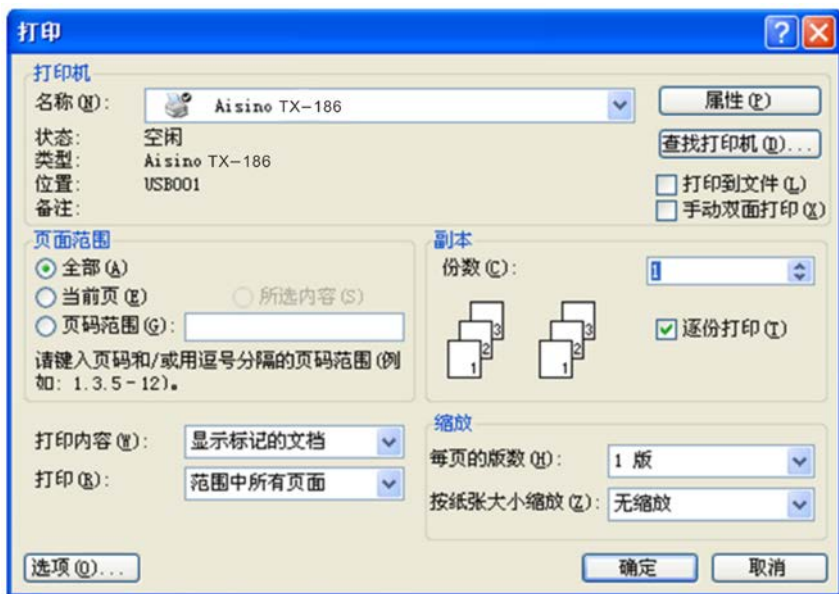 打印
打印机
名称(N): Aisino TX-186 属性(P)
状态: 空闲 查找打印机(D)...
类型: Aisino TX-186
位置: USB001 打印到文件(L)
备注: 手动双面打印(X)
页面范围
全部(A)
当前页(E) 所选内容(S)
页码范围(G):
请键入页码和/或用逗号分隔的页码范围(例
如: 1.3.5-12)。
副本
份数(C): 1
1 2 3 1 2 3
逐份打印(T)
打印内容(W): 显示标记的文档
打印(R): 范围中所有页面
缩放
每页的版数(H): 1 版
按纸张大小缩放(Z): 无缩放
选项(O)... 确定 取消